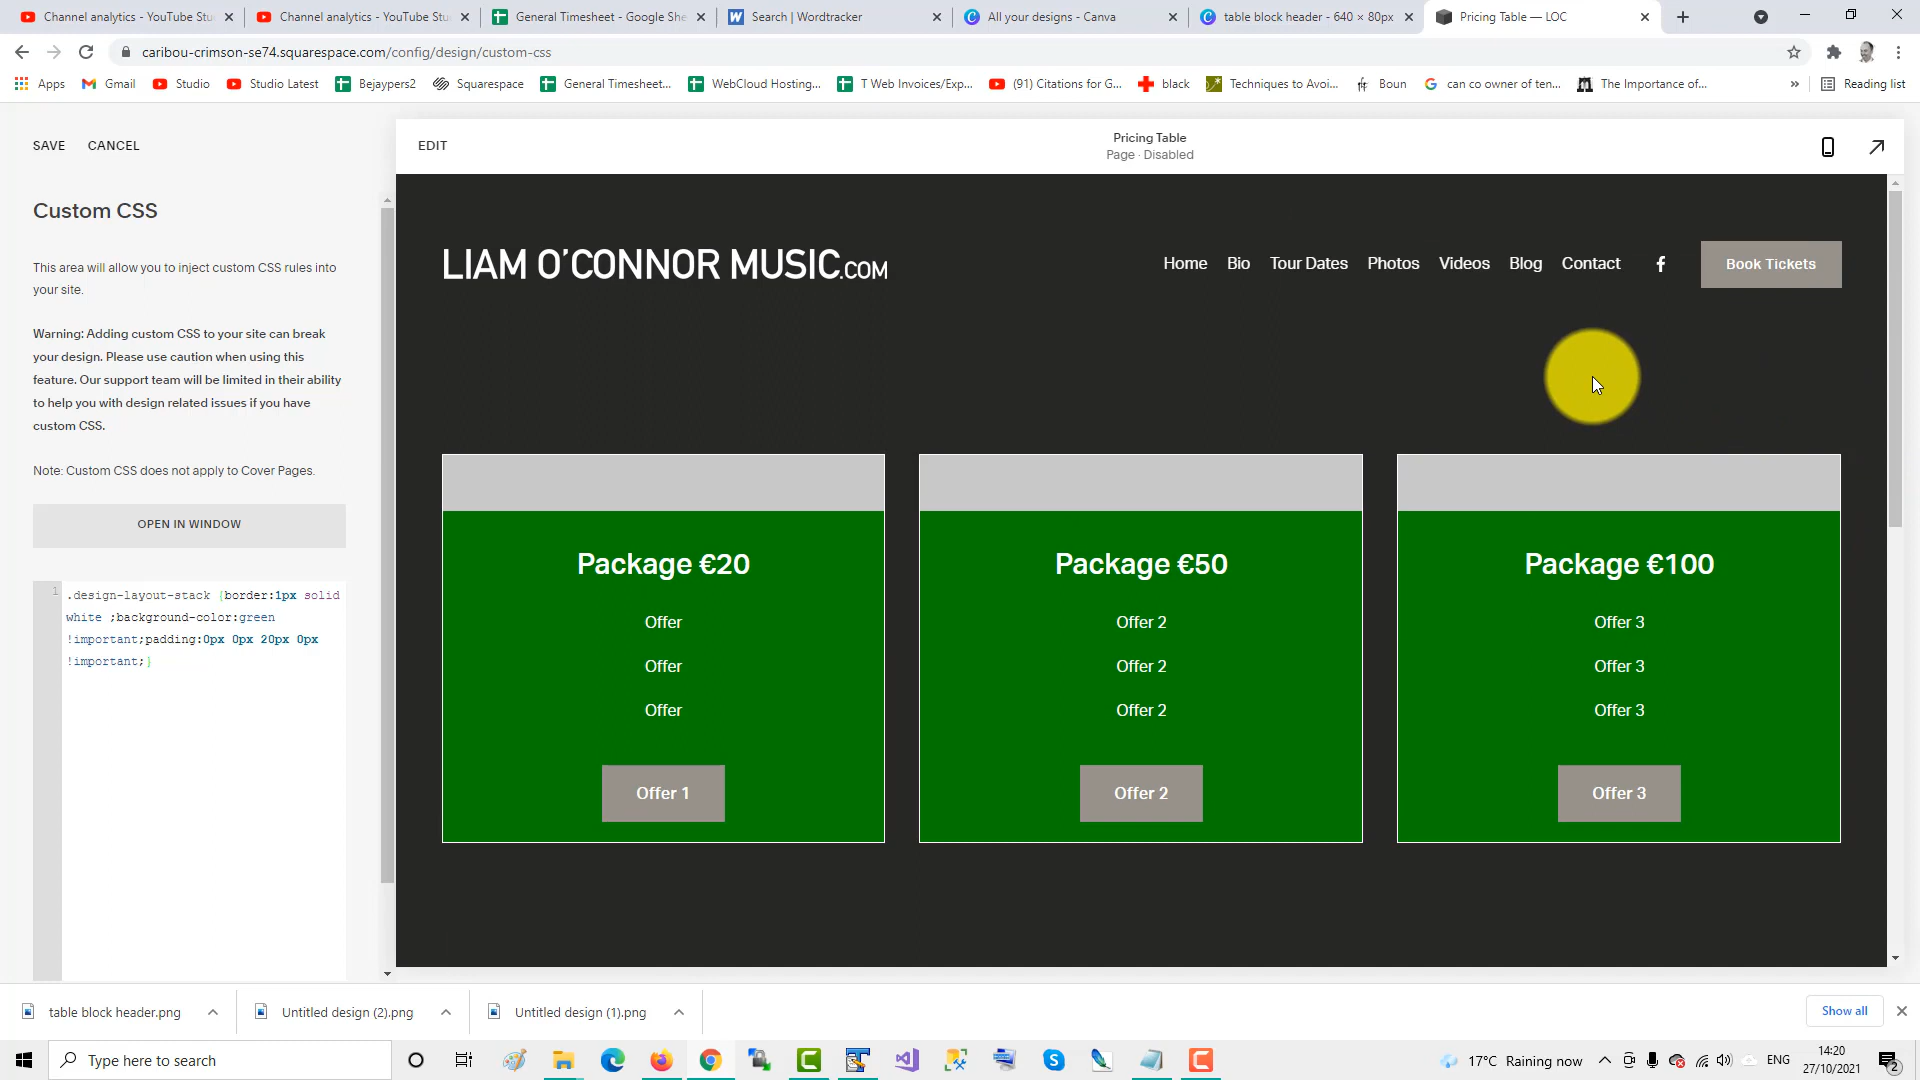 Channel analytics - YouTube Stu
Channel analytics - YouTube Stu
General Timesheet - Google She
Search | Wordtracker
All your designs - Canva
table block header - 640 × 80px
Pricing Table — LOC
caribou-crimson-se74.squarespace.com/config/design/custom-css
Apps
Gmail
Studio
Studio Latest
Bejaypers2
Squarespace
General Timesheet...
WebCloud Hosting...
T Web Invoices/Exp...
(91) Citations for G...
black
Techniques to Avoi...
Boun
can co owner of ten...
The Importance of...
»
Reading list
SAVE
CANCEL
EDIT
Pricing Table
Page · Disabled
Custom CSS
This area will allow you to inject custom CSS rules into
your site.
Warning: Adding custom CSS to your site can break
your design. Please use caution when using this
feature. Our support team will be limited in their ability
to help you with design related issues if you have
custom CSS.
Note: Custom CSS does not apply to Cover Pages.
OPEN IN WINDOW
1
.design-layout-stack {border:1px solid
white ;background-color:green
!important;padding:0px 0px 20px 0px
!important;}
LIAM O'CONNOR MUSIC.COM
Home
Bio
Tour Dates
Photos
Videos
Blog
Contact
Book Tickets
Package €20
Offer
Offer
Offer
Offer 1
Package €50
Offer 2
Offer 2
Offer 2
Offer 2
Package €100
Offer 3
Offer 3
Offer 3
Offer 3
table block header.png
Untitled design (2).png
Untitled design (1).png
Show all
Type here to search
17°C Raining now
ENG
14:20
27/10/2021
2